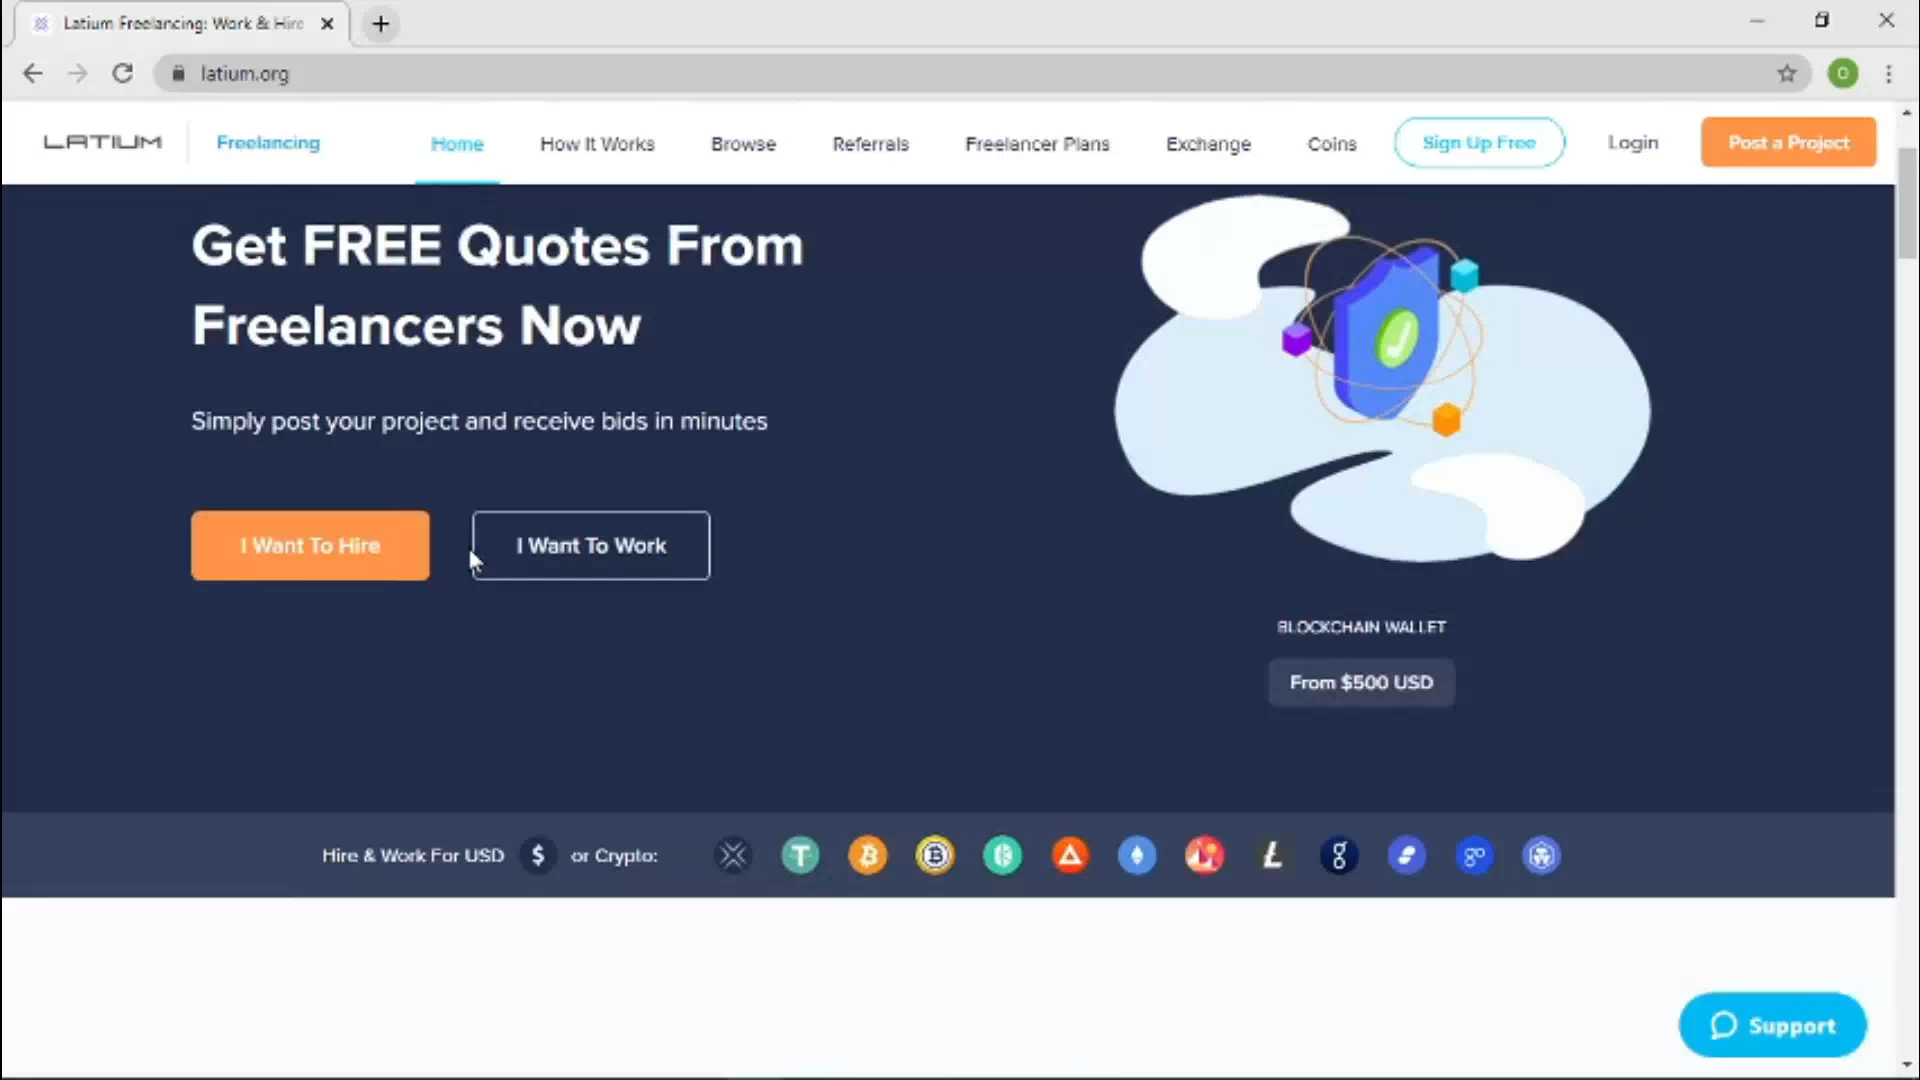 Latium Freelancing: Work & Hire
latium.org
O
LATIUM
Freelancing
Home
How It Works
Browse
Referrals
Freelancer Plans
Exchange
Coins
Sign Up Free
Login
Post a Project
Get FREE Quotes From
Freelancers Now
Simply post your project and receive bids in minutes
I Want To Hire
I Want To Work
BLOCKCHAIN WALLET
From $500 USD
Hire & Work For USD $ or Crypto:
Support